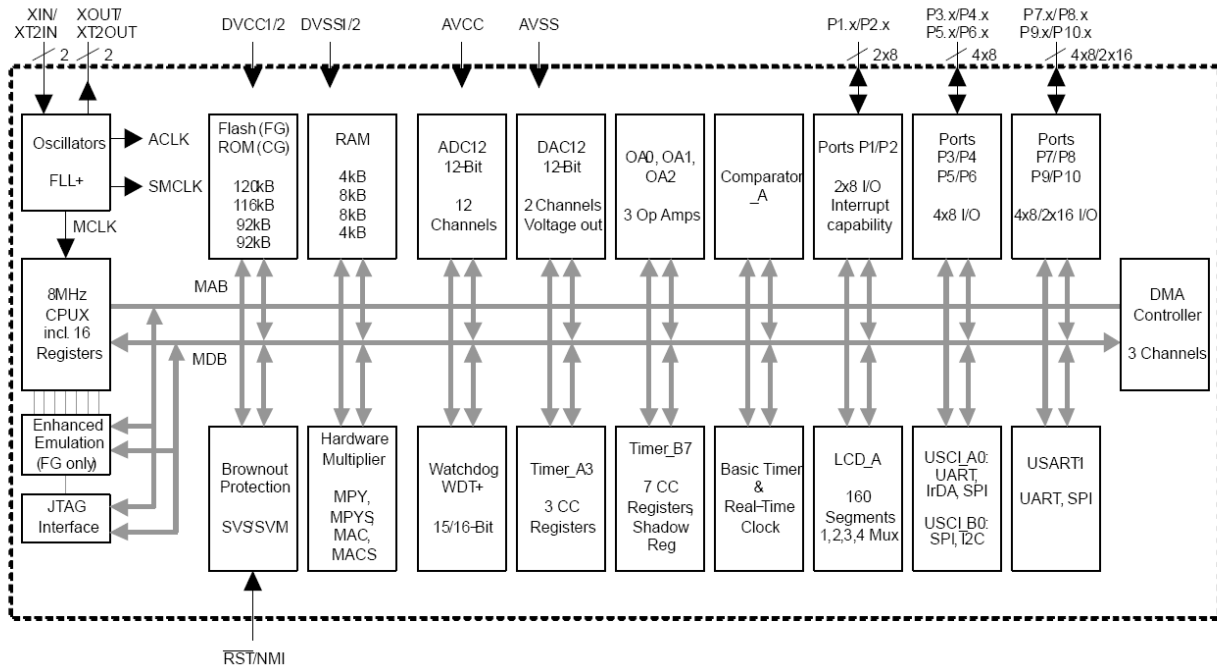 XIN/
XT2IN
XOUT/
XT2OUT
DVCC1/2
DVSS1/2
AVCC
AVSS
P1.x/P2.x
P3.x/P4.x
P5.x/P6.x
P7.x/P8.x
P9.x/P10.x
2
2
2x8
4x8
4x8/2x16
Oscillators
FLL+
ACLK
SMCLK
MCLK
Flash (FG)
ROM (CG)
120kB
116kB
92kB
92kB
RAM
4kB
8kB
8kB
4kB
ADC12
12-Bit
12
Channels
DAC12
12-Bit
2 Channels
Voltage out
OA0, OA1,
OA2
3 Op Amps
Comparator
_A
Ports P1/P2
2x8 I/O
Interrupt
capability
Ports
P3/P4
P5/P6
4x8 I/O
Ports
P7/P8
P9/P10
4x8/2x16 I/O
8MHz
CPUX
incl. 16
Registers
MAB
MDB
DMA
Controller
3 Channels
Enhanced
Emulation
(FG only)
JTAG
Interface
Brownout
Protection
SVS/SVM
Hardware
Multiplier
MPY,
MPYS,
MAC,
MACS
Watchdog
WDT+
15/16-Bit
Timer_A3
3 CC
Registers
Timer_B7
7 CC
Registers,
Shadow
Reg
Basic Timer
&
Real-Time
Clock
LCD_A
160
Segments
1,2,3,4 Mux
USCI_A0:
UART,
IrDA, SPI
USCI_B0:
SPI, I2C
USART1
UART, SPI
RST/NMI